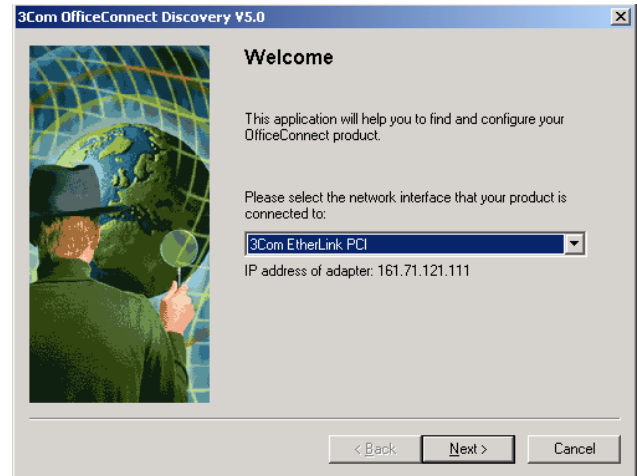 3Com OfficeConnect Discovery V5.0
Welcome
This application will help you to find and configure your
OfficeConnect product.
Please select the network interface that your product is
connected to:
3Com EtherLink PCI
IP address of adapter: 161.71.121.111
< Back
Next >
Cancel